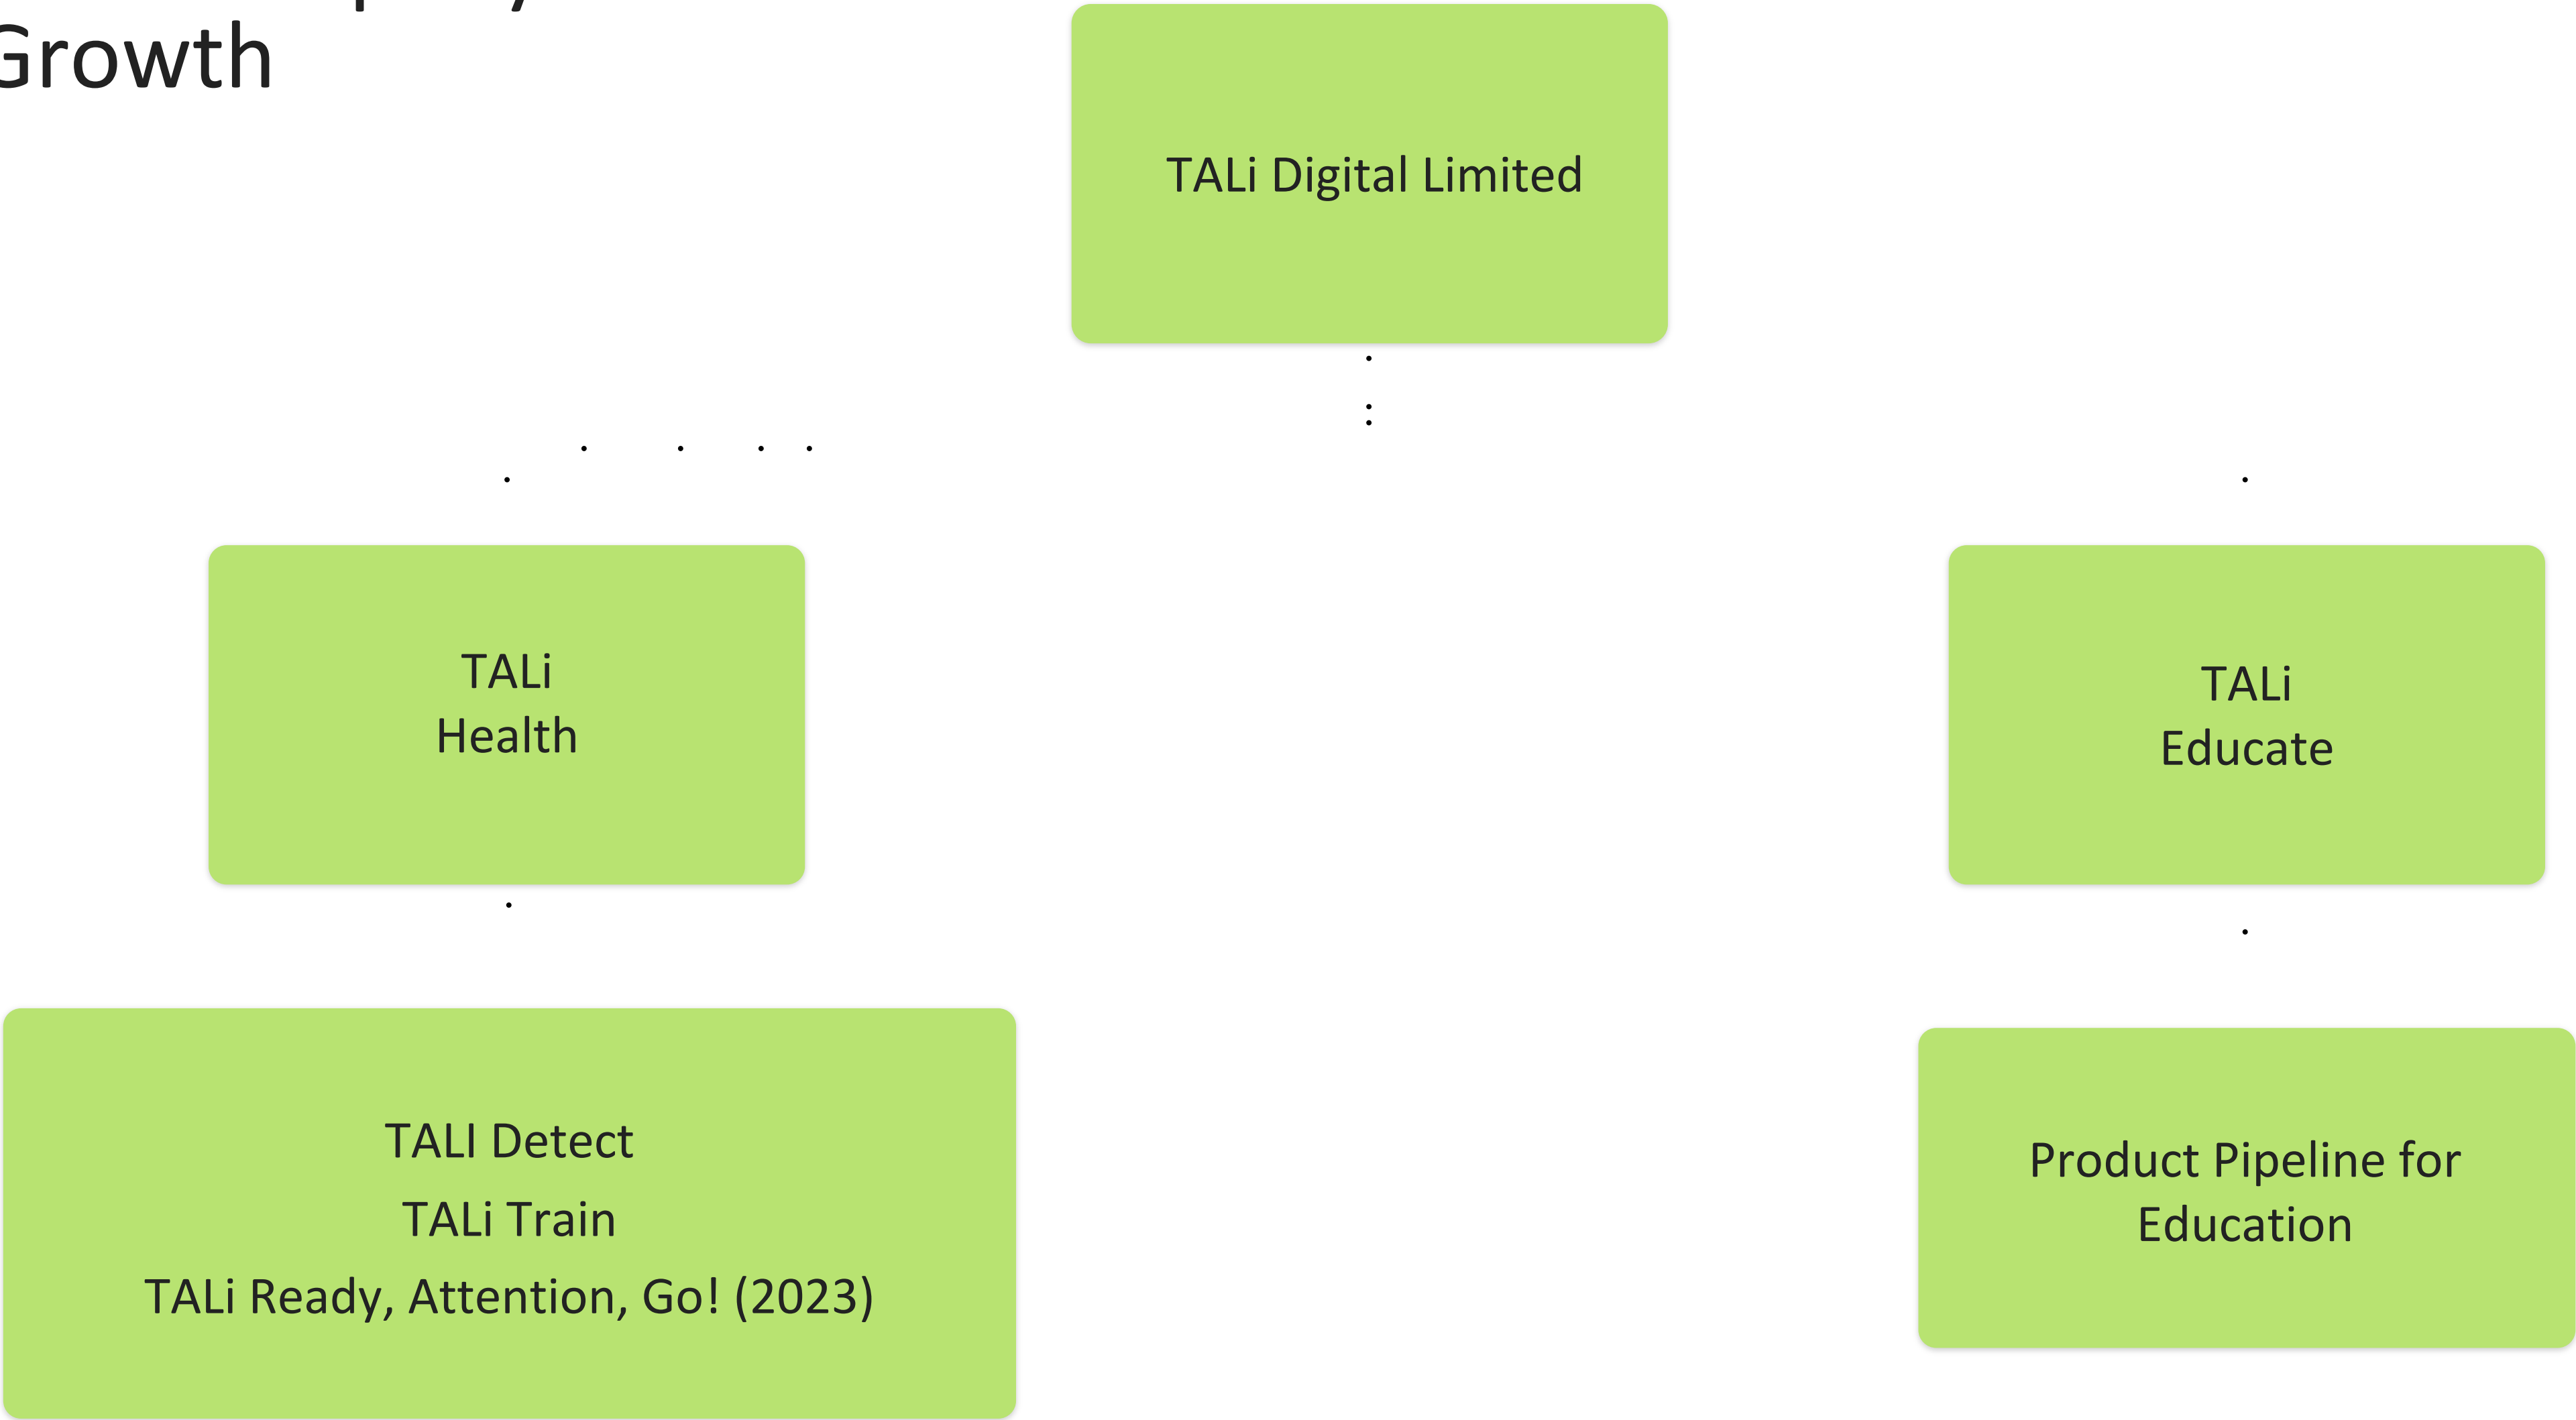 Growth
TALi Digital Limited
TALi
Health
TALi
Educate
TALI Detect
TALi Train
TALi Ready, Attention, Go! (2023)
Product Pipeline for
Education